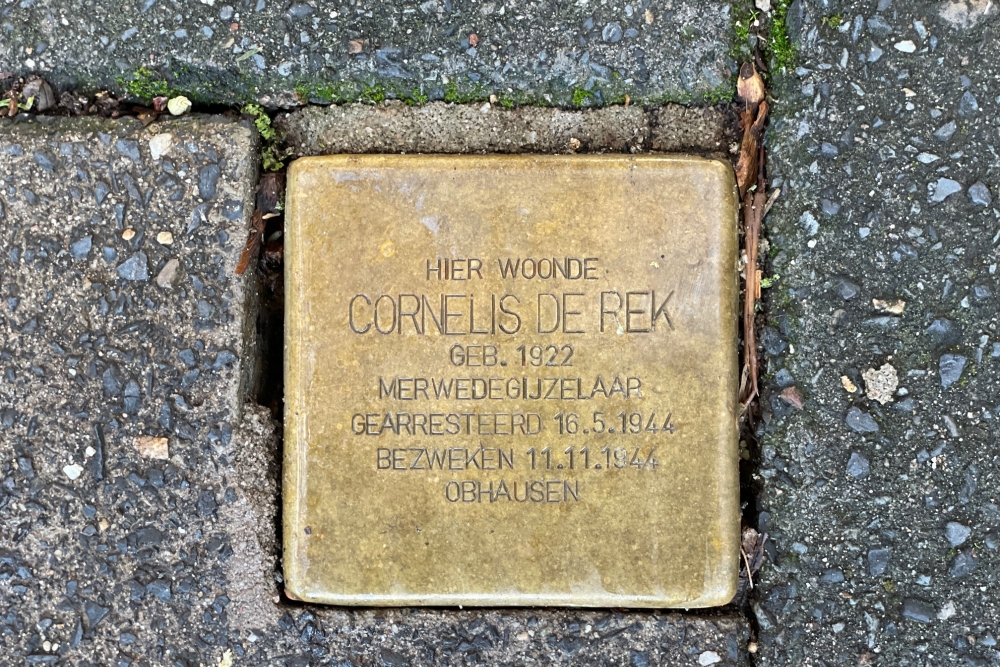 HIER WOONDE
CORNELIS DE REK
GEB. 1922
MERWEDEGIJZELAAR
GEARRESTEERD 16.5.1944
BEZWEKEN 11.11.1944
OBHAUSEN